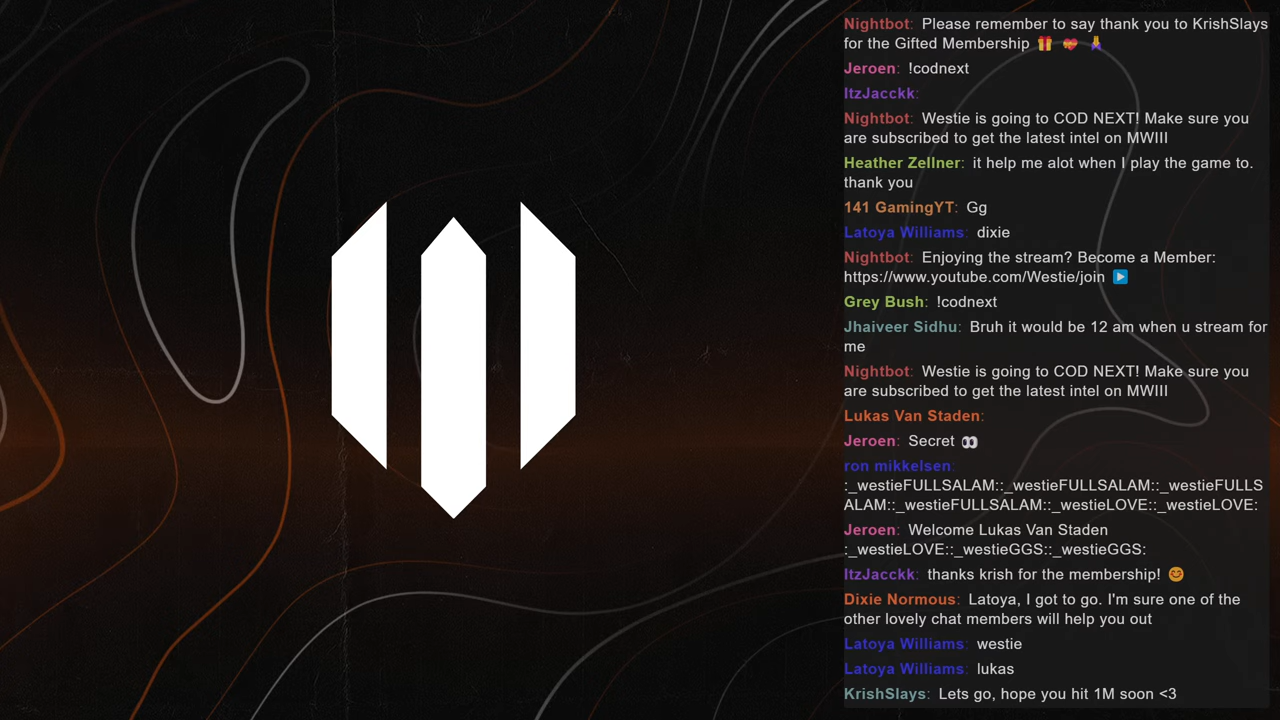 Nightbot: Please remember to say thank you to KrishSlays
for the Gifted Membership 🎁 💝 🙏
Jeroen: !codnext
ItzJacckk:
Nightbot: Westie is going to COD NEXT! Make sure you
are subscribed to get the latest intel on MWIII
Heather Zellner: it help me alot when I play the game to.
thank you
141 GamingYT: Gg
Latoya Williams: dixie
Nightbot: Enjoying the stream? Become a Member:
https://www.youtube.com/Westie/join ▶️
Grey Bush: !codnext
Jhaiveer Sidhu: Bruh it would be 12 am when u stream for
me
Nightbot: Westie is going to COD NEXT! Make sure you
are subscribed to get the latest intel on MWIII
Lukas Van Staden:
Jeroen: Secret 👀
ron mikkelsen:
:_westieFULLSALAM::_westieFULLSALAM::_westieFULLS
ALAM::_westieFULLSALAM::_westieLOVE::_westieLOVE:
Jeroen: Welcome Lukas Van Staden
:_westieLOVE::_westieGGS::_westieGGS:
ItzJacckk: thanks krish for the membership! 😊
Dixie Normous: Latoya, I got to go. I'm sure one of the
other lovely chat members will help you out
Latoya Williams: westie
Latoya Williams: lukas
KrishSlays: Lets go, hope you hit 1M soon <3